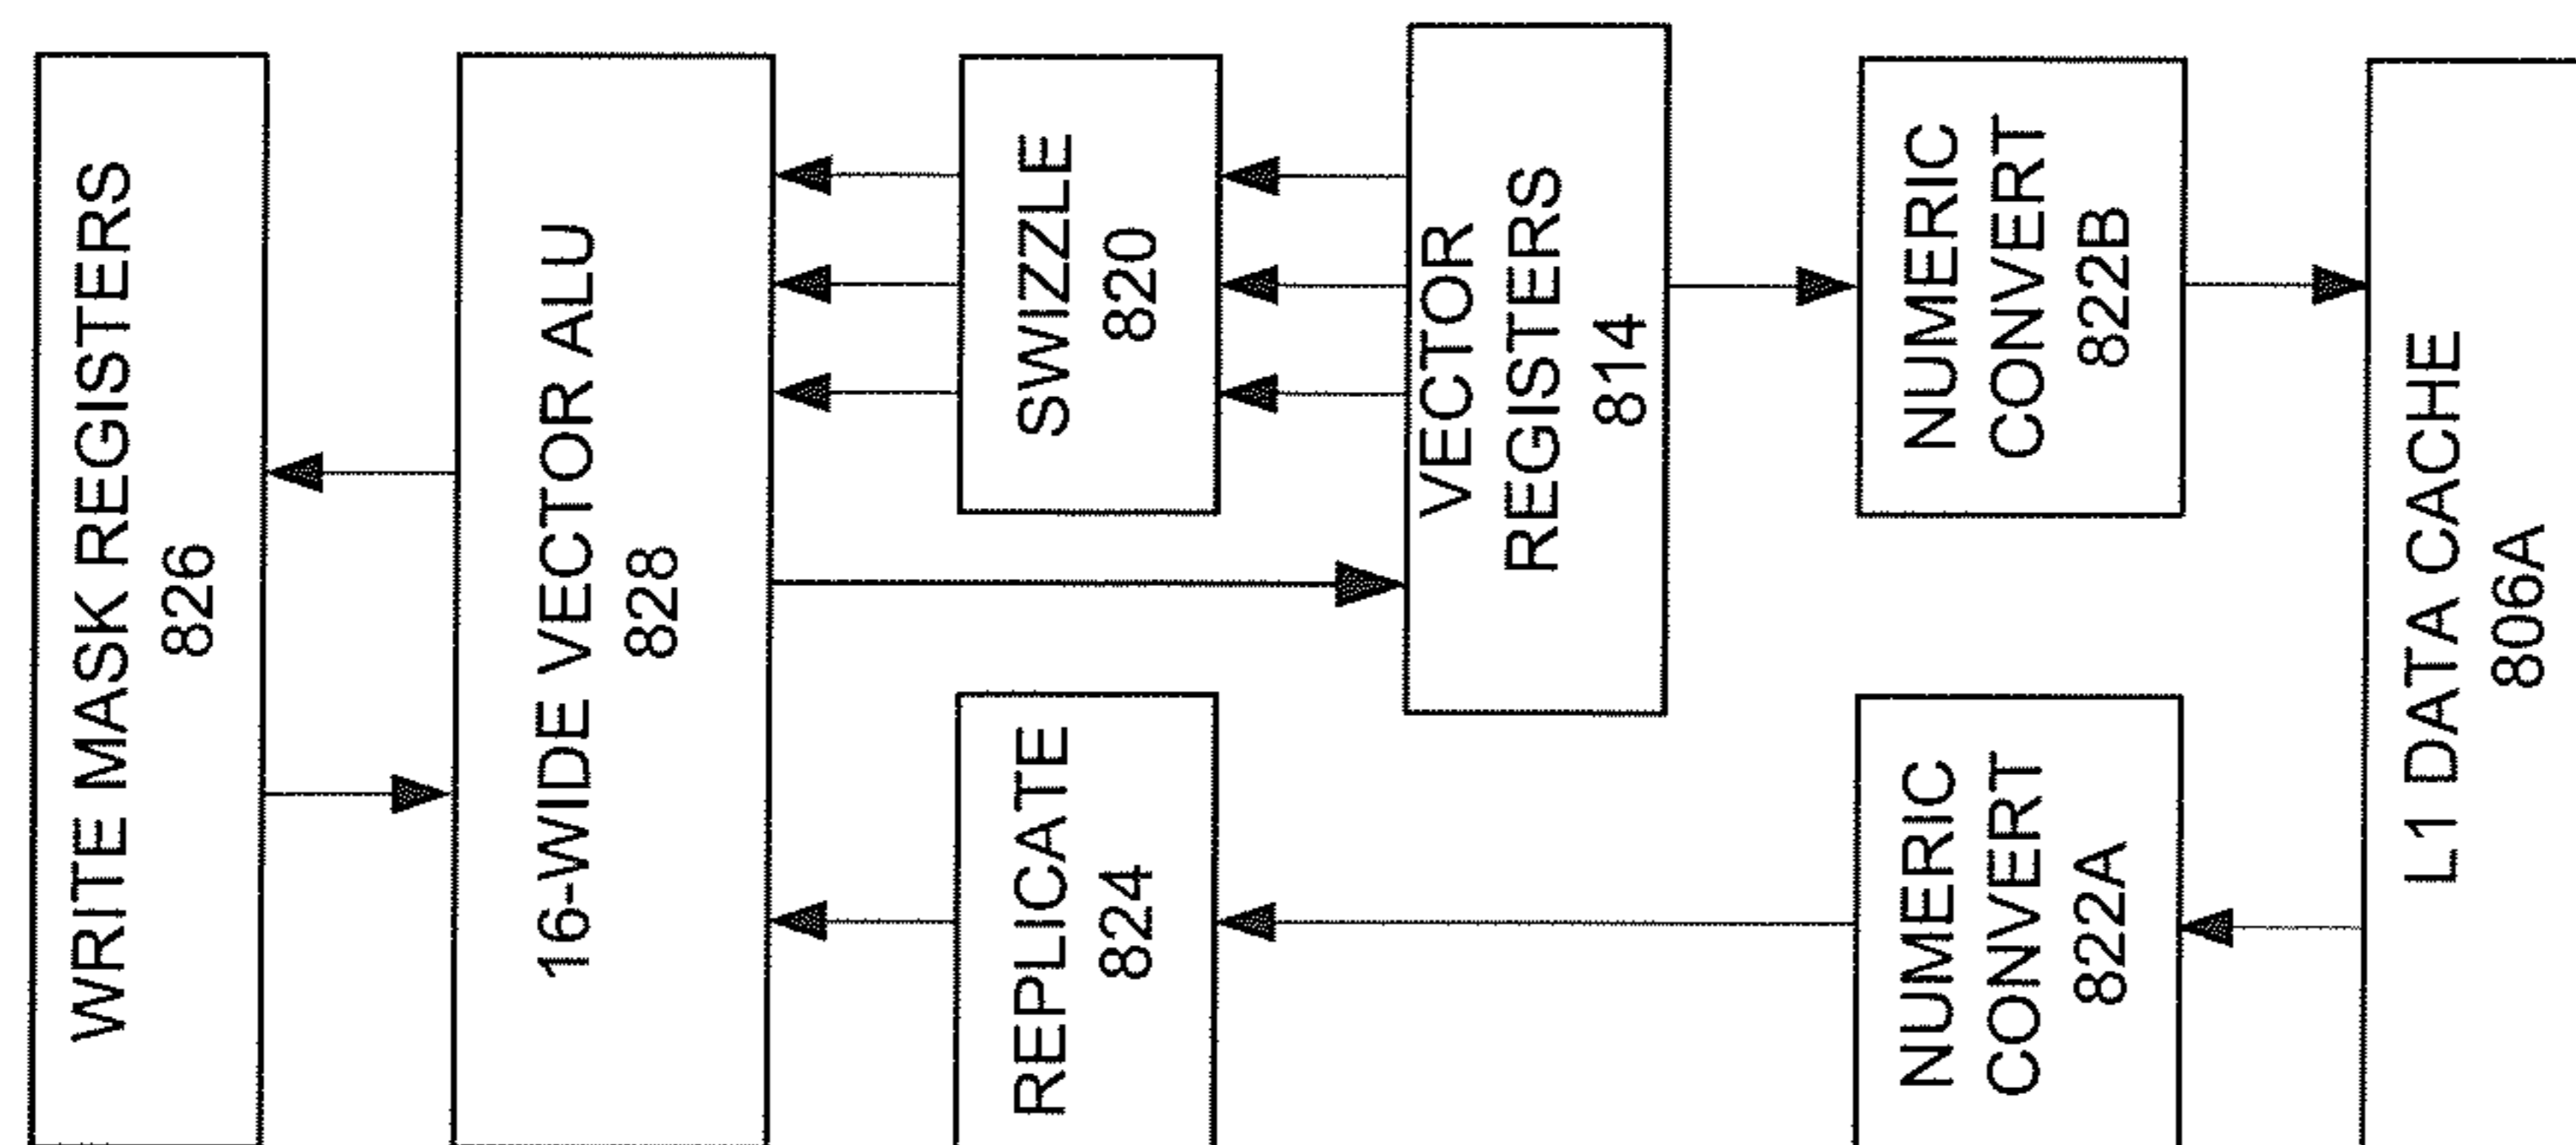 WRITE MASK REGISTERS
826
16-WIDE VECTOR ALU
828
REPLICATE
824
SWIZZLE
820
VECTOR
REGISTERS
814
NUMERIC
CONVERT
822A
NUMERIC
CONVERT
822B
L1 DATA CACHE
806A